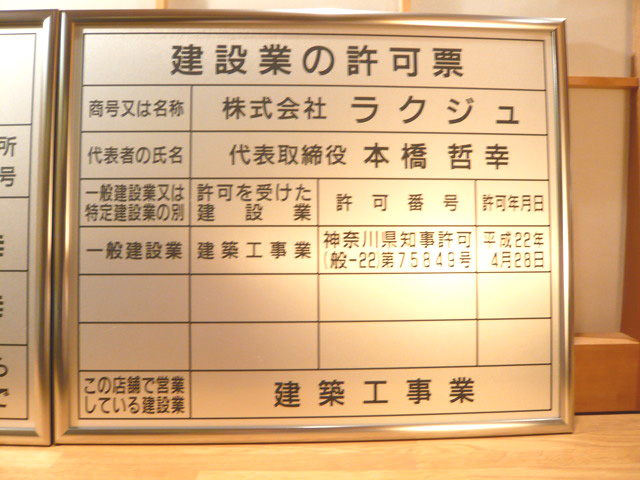 建設業の許可票
商号又は名称
株式会社 ラクジュ
代表者の氏名
代表取締役 本橋哲幸
一般建設業又は
特定建設業の別
許可を受けた
建設業
許可番号
許可年月日
一般建設業
建築工事業
神奈川県知事許可
(般-22)第75849号
平成22年
4月28日
この店舗で営業
している建設業
建築工事業
所
号